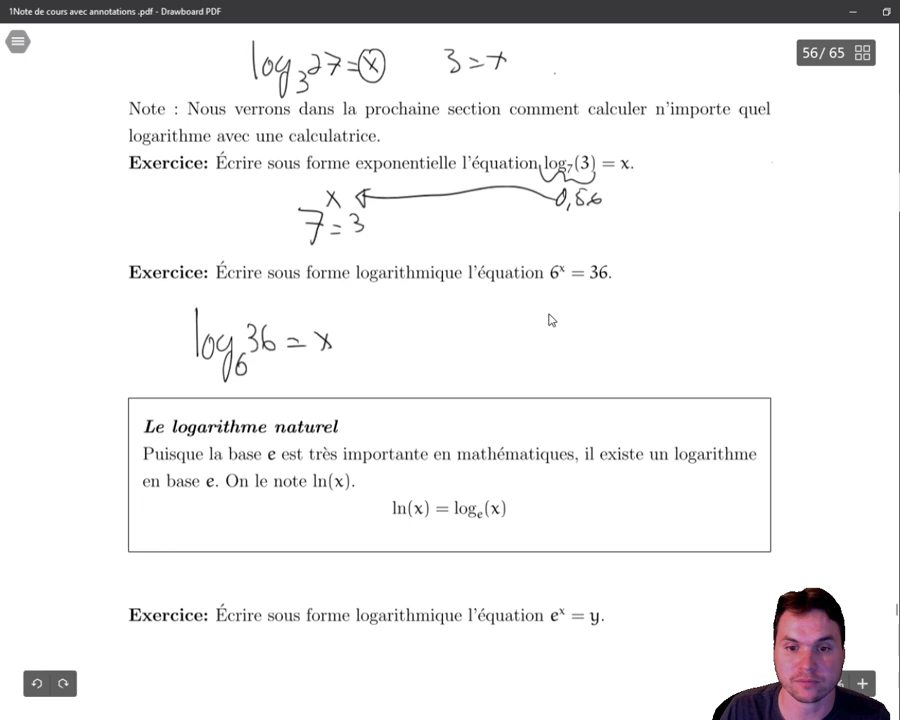 1Note de cours avec annotations .pdf - Drawboard PDF
56 / 65
log₃27=x 3=x
Note : Nous verrons dans la prochaine section comment calculer n'importe quel
logarithme avec une calculatrice.
Exercice: Écrire sous forme exponentielle l'équation log₇(3) = x.
0,56
7ˣ=3
Exercice: Écrire sous forme logarithmique l'équation 6ˣ = 36.
log₆36=x
Le logarithme naturel
Puisque la base e est très importante en mathématiques, il existe un logarithme
en base e. On le note ln(x).
ln(x) = logₑ(x)
Exercice: Écrire sous forme logarithmique l'équation eˣ = y.